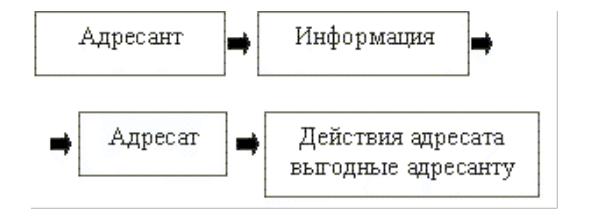 Адресант
Информация
Адресат
Действия адресата
выгодные адресанту